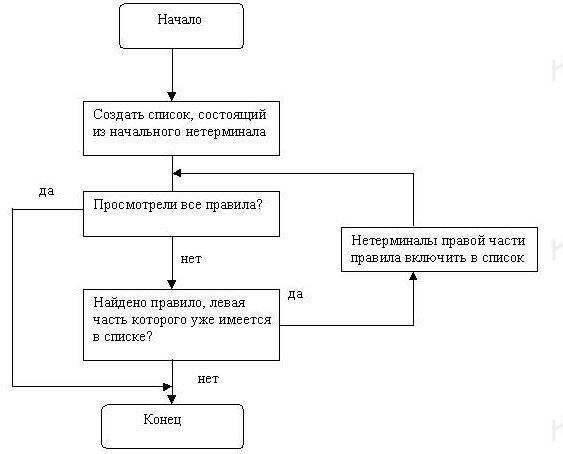 Начало
Создать список, состоящий
из начального нетерминала
да
Просмотрели все правила?
Нетерминалы правой части
правила включить в список
нет
Найдено правило, левая
часть которого уже имеется
в списке?
да
нет
Конец